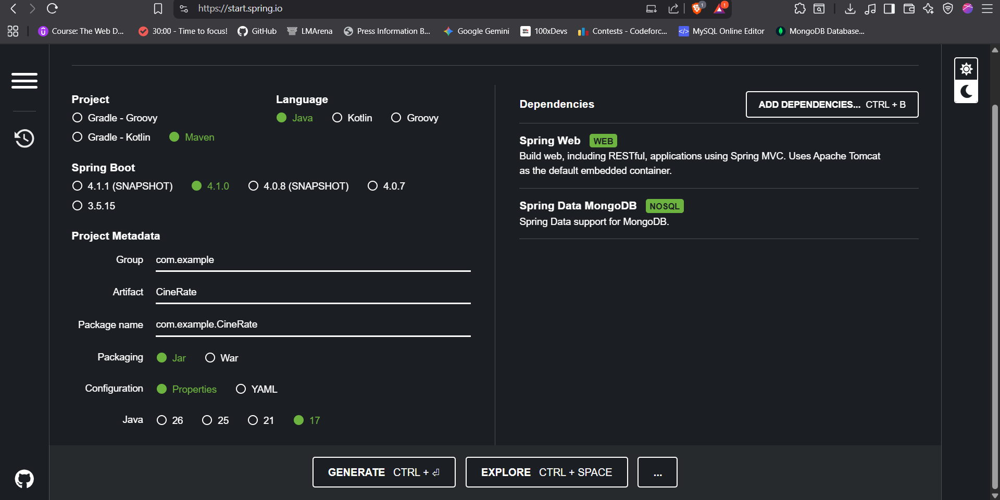 https://start.spring.io
1
1
Course: The Web D...
30:00 - Time to focus!
GitHub
LMArena
Press Information B...
Google Gemini
100xDevs
Contests - Codeforc...
MySQL Online Editor
MongoDB Database...
Project
Gradle - Groovy
Gradle - Kotlin
Maven
Language
Java
Kotlin
Groovy
Spring Boot
4.1.1 (SNAPSHOT)
4.1.0
4.0.8 (SNAPSHOT)
4.0.7
3.5.15
Project Metadata
Group com.example
Artifact CineRate
Package name com.example.CineRate
Packaging Jar War
Configuration Properties YAML
Java 26 25 21 17
Dependencies
ADD DEPENDENCIES... CTRL + B
Spring Web WEB
Build web, including RESTful, applications using Spring MVC. Uses Apache Tomcat
as the default embedded container.
Spring Data MongoDB NOSQL
Spring Data support for MongoDB.
GENERATE CTRL + ⏎
EXPLORE CTRL + SPACE
...